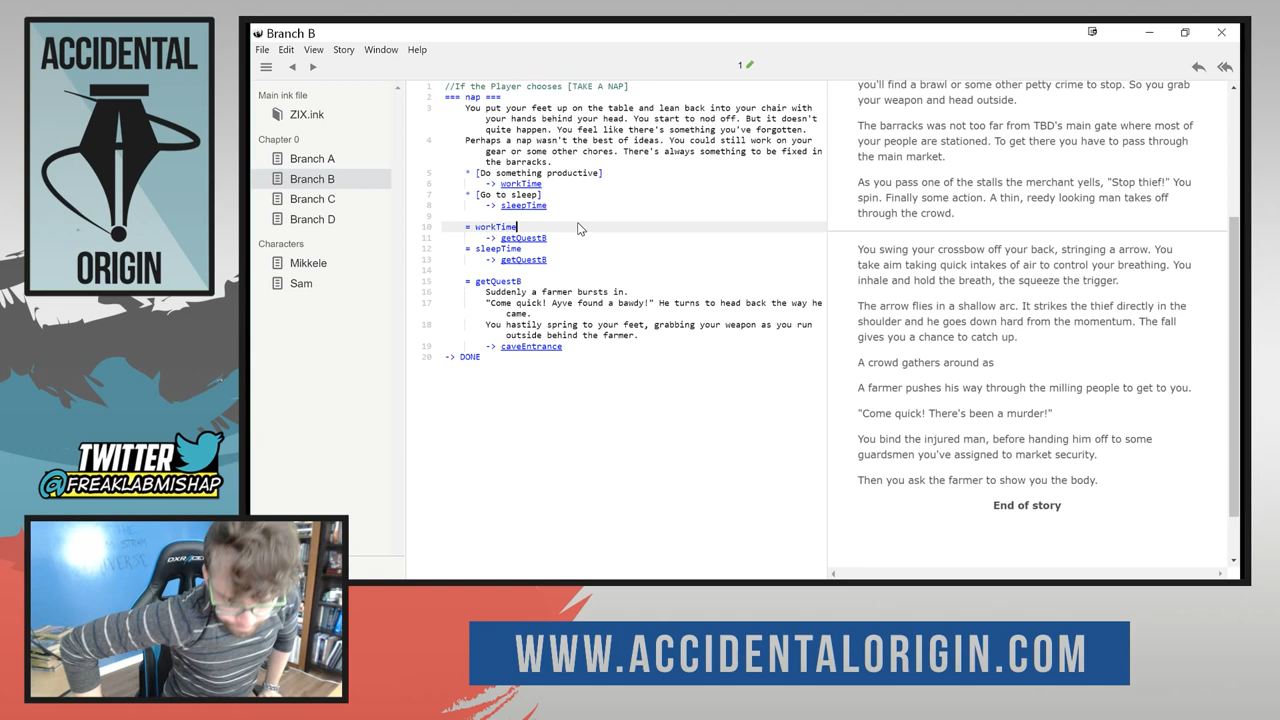 ACCIDENTAL
ORIGIN
TWITTER
@FREAKLABMISHAP
Branch B
File Edit View Story Window Help
1
Main ink file
ZIX.ink
Chapter 0
Branch A
Branch B
Branch C
Branch D
Characters
Mikkele
Sam
1 //If the Player chooses [TAKE A NAP]
2 === nap ===
3 You put your feet up on the table and lean back into your chair with
your hands behind your head. You start to nod off. But it doesn't
quite happen. You feel like there's something you've forgotten.
4 Perhaps a nap wasn't the best of ideas. You could still work on your
gear or some other chores. There's always something to be fixed in
the barracks.
5 * [Do something productive]
6 -> workTime
7 * [Go to sleep]
8 -> sleepTime
9
10 = workTime
11 -> getQuestB
12 = sleepTime
13 -> getQuestB
14
15 = getQuestB
16 Suddenly a farmer bursts in.
17 "Come quick! Ayve found a bawdy!" He turns to head back the way he
came.
18 You hastily spring to your feet, grabbing your weapon as you run
outside behind the farmer.
19 -> caveEntrance
20 -> DONE
you'll find a brawl or some other petty crime to stop. So you grab
your weapon and head outside.
The barracks was not too far from TBD's main gate where most of
your people are stationed. To get there you have to pass through
the main market.
As you pass one of the stalls the merchant yells, "Stop thief!" You
spin. Finally some action. A thin, reedy looking man takes off
through the crowd.
You swing your crossbow off your back, stringing a arrow. You
take aim taking quick intakes of air to control your breathing. You
inhale and hold the breath, the squeeze the trigger.
The arrow flies in a shallow arc. It strikes the thief directly in the
shoulder and he goes down hard from the momentum. The fall
gives you a chance to catch up.
A crowd gathers around as
A farmer pushes his way through the milling people to get to you.
"Come quick! There's been a murder!"
You bind the injured man, before handing him off to some
guardsmen you've assigned to market security.
Then you ask the farmer to show you the body.
End of story
WWW.ACCIDENTALORIGIN.COM